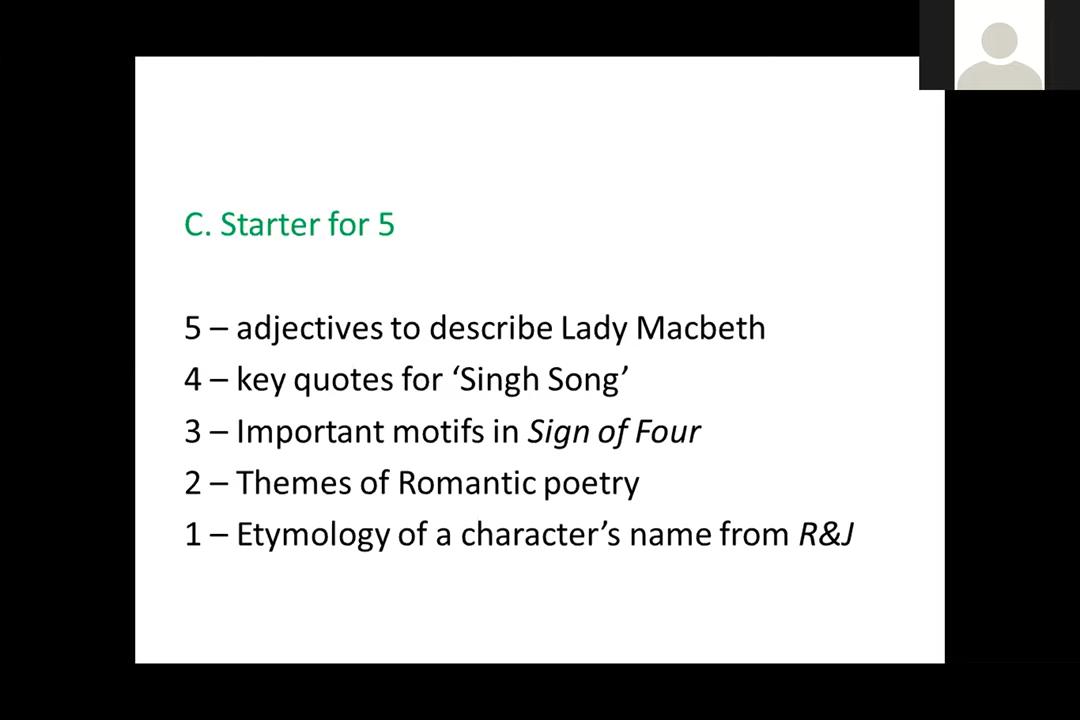 C. Starter for 5
5 – adjectives to describe Lady Macbeth
4 – key quotes for ‘Singh Song’
3 – Important motifs in Sign of Four
2 – Themes of Romantic poetry
1 – Etymology of a character’s name from R&J